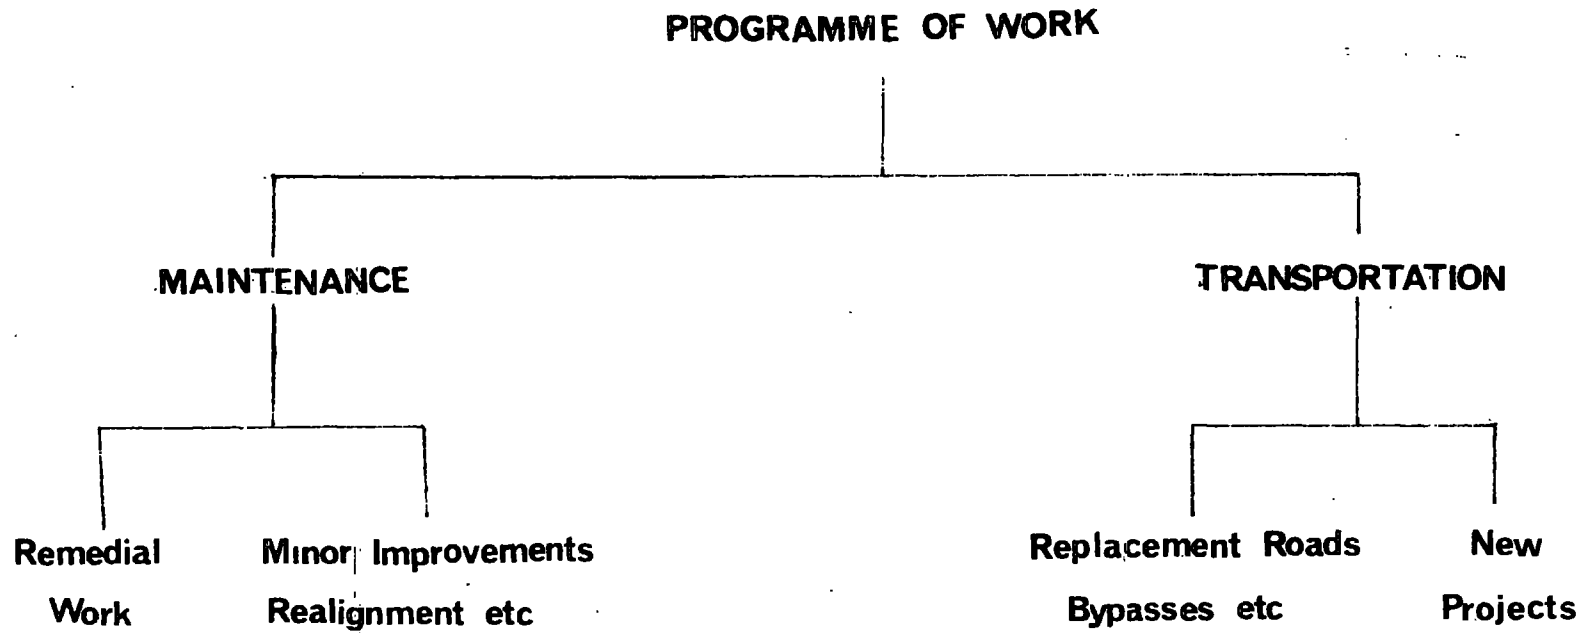 PROGRAMME OF WORK
MAINTENANCE
TRANSPORTATION
Remedial
Work
Minor Improvements
Realignment etc
Replacement Roads
Bypasses etc
New
Projects